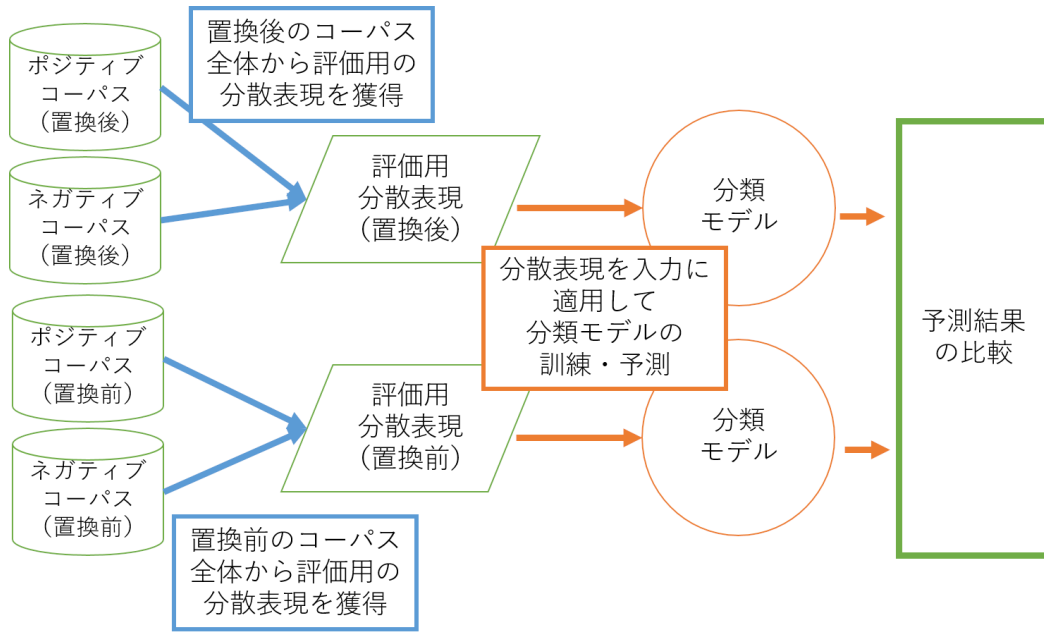 ポジティブ
コーパス
（置換後）
置換後のコーパス
全体から評価用の
分散表現を獲得
ネガティブ
コーパス
（置換後）
評価用
分散表現
（置換後）
分類
モデル
分散表現を入力に
適用して
分類モデルの
訓練・予測
予測結果
の比較
ポジティブ
コーパス
（置換前）
ネガティブ
コーパス
（置換前）
評価用
分散表現
（置換前）
分類
モデル
置換前のコーパス
全体から評価用の
分散表現を獲得